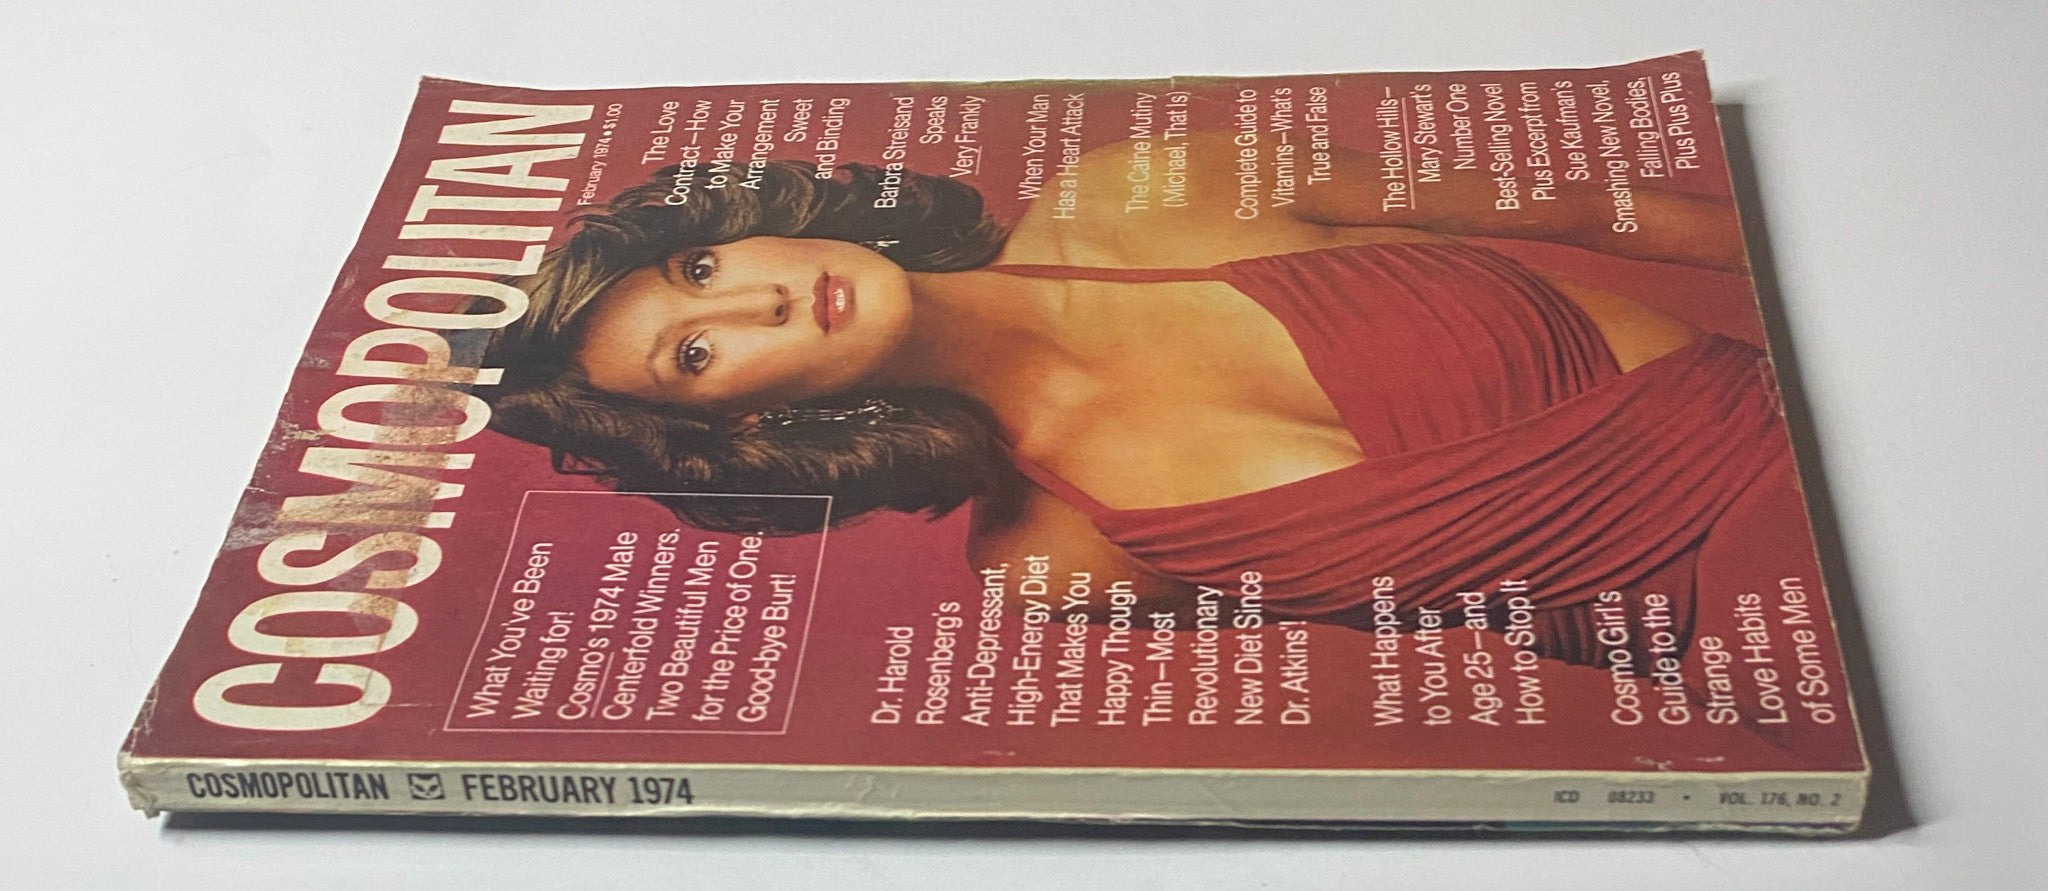 COSMOPOLITAN
February 1974 • $1.00
What You've Been
Waiting for!
Cosmo's 1974 Male
Centerfold Winners.
Two Beautiful Men
for the Price of One.
Good-bye Burt!
Dr. Harold
Rosenberg's
Anti-Depressant,
High-Energy Diet
That Makes You
Happy Though
Thin—Most
Revolutionary
New Diet Since
Dr. Atkins'!
What Happens
to You After
Age 25—and
How to Stop It
Cosmo Girl's
Guide to the
Strange
Love Habits
of Some Men
The Love
Contract—How
to Make Your
Arrangement
Sweet
and Binding
Barbra Streisand
Speaks
Very Frankly
When Your Man
Has a Heart Attack
The Caine Mutiny
(Michael, That Is)
Complete Guide to
Vitamins—What's
True and False
The Hollow Hills—
Mary Stewart's
Number One
Best-Selling Novel
Plus Excerpt from
Sue Kaufman's
Smashing New Novel,
Falling Bodies,
Plus Plus Plus
COSMOPOLITAN FEBRUARY 1974
ICD 08233 • VOL. 176, NO. 2